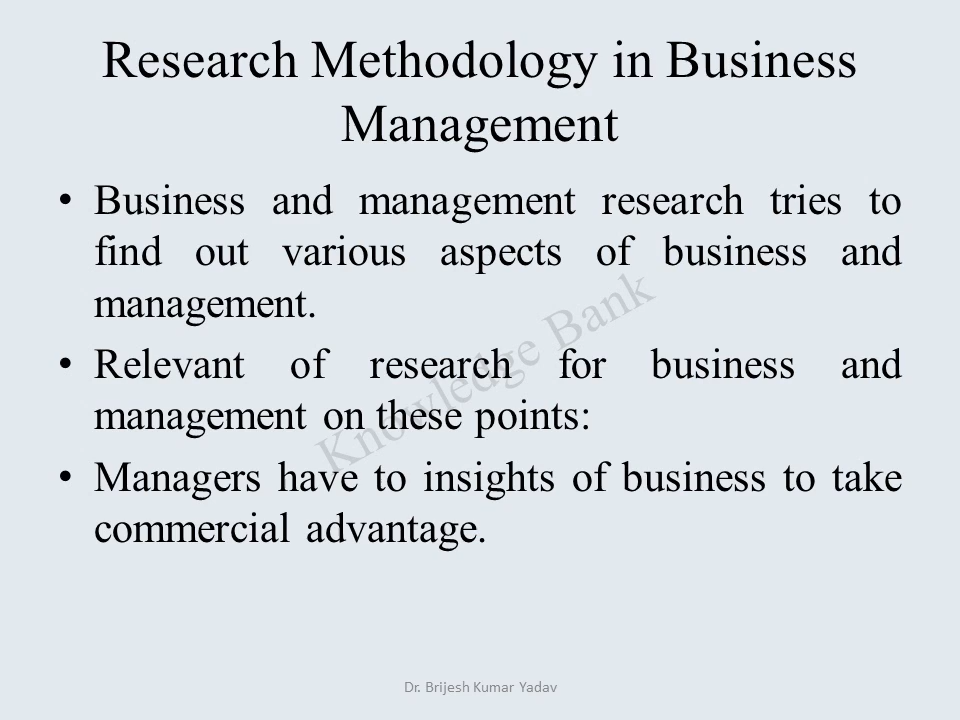 Research Methodology in Business
Management
• Business and management research tries to
find out various aspects of business and
management.
• Relevant of research for business and
management on these points:
• Managers have to insights of business to take
commercial advantage.
Knowledge Bank
Dr. Brijesh Kumar Yadav